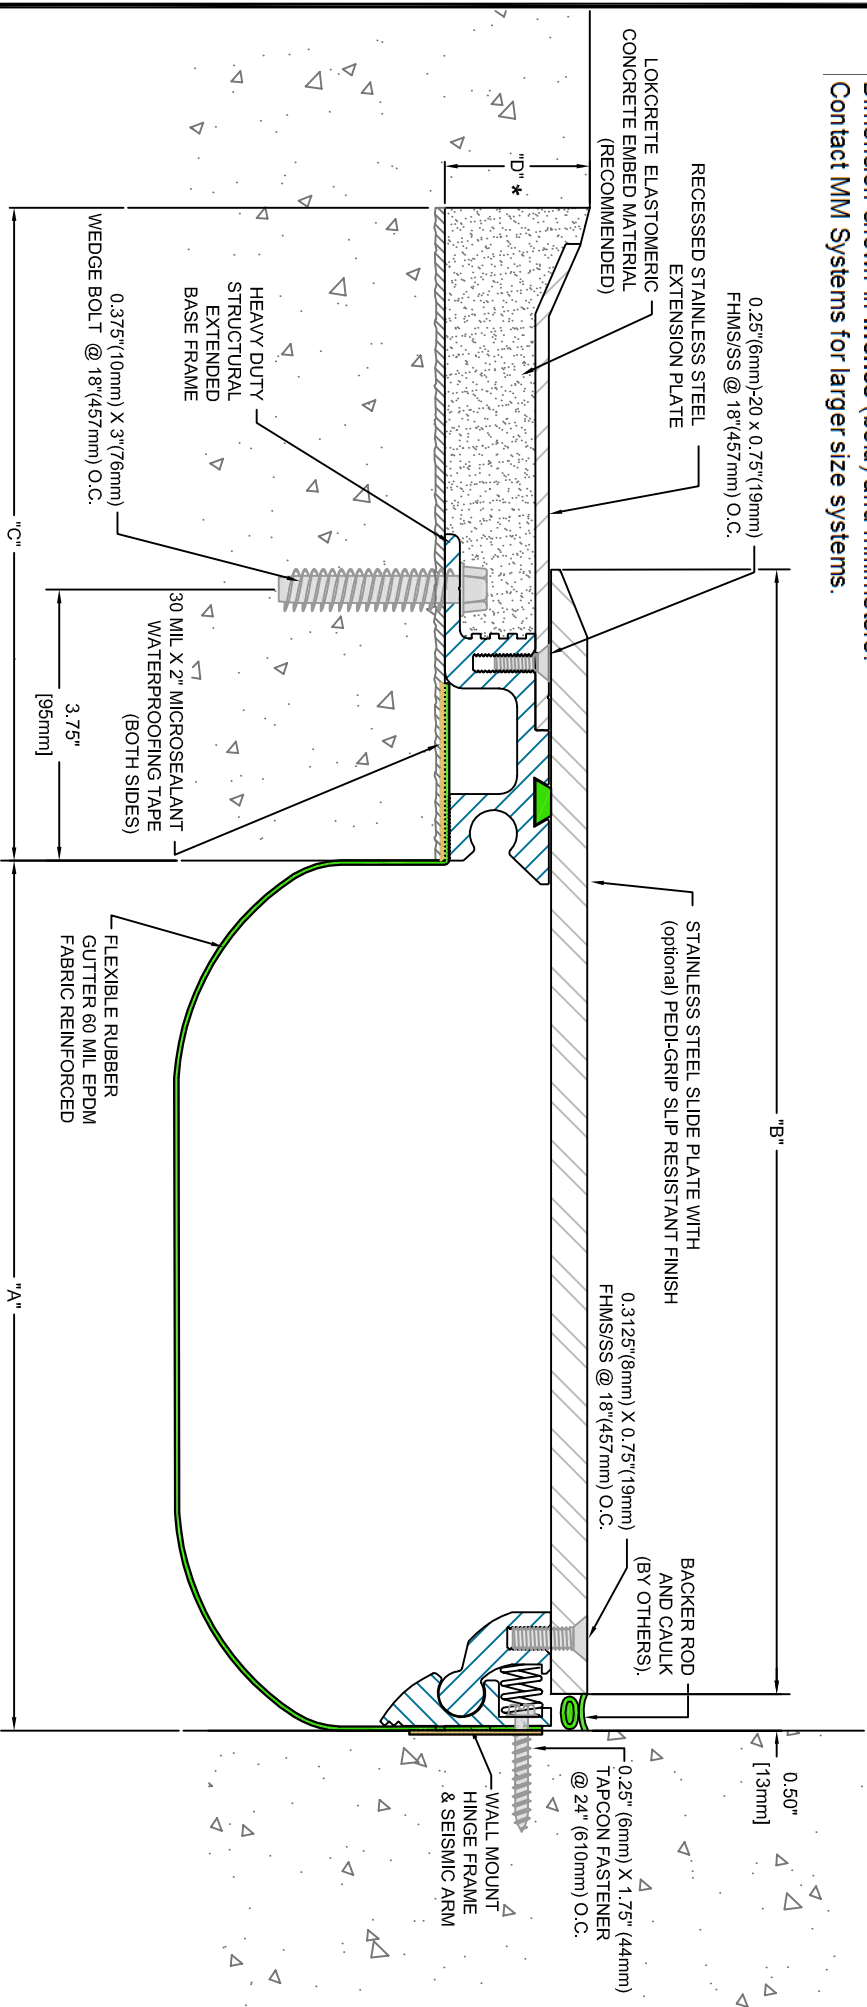 Contact MM Systems for larger size systems.
0.25"(6mm)-20 x 0.75"(19mm)
FHMS/SS @ 18"(457mm) O.C.
RECESSED STAINLESS STEEL
EXTENSION PLATE
LOKCRETE ELASTOMERIC
CONCRETE EMBED MATERIAL
(RECOMMENDED)
"D" *
"B"
STAINLESS STEEL SLIDE PLATE WITH
(optional) PEDI-GRIP SLIP RESISTANT FINISH
0.3125"(8mm) X 0.75"(19mm)
FHMS/SS @ 18"(457mm) O.C.
BACKER ROD
AND CAULK
(BY OTHERS).
0.50"
[13mm]
0.25" (6mm) X 1.75" (44mm)
TAPCON FASTENER
@ 24" (610mm) O.C.
WALL MOUNT
HINGE FRAME
& SEISMIC ARM
HEAVY DUTY
STRUCTURAL
EXTENDED
BASE FRAME
0.375"(10mm) X 3"(76mm)
WEDGE BOLT @ 18"(457mm) O.C.
30 MIL X 2" MICROSEALANT
WATERPROOFING TAPE
(BOTH SIDES)
3.75"
[95mm]
FLEXIBLE RUBBER
GUTTER 60 MIL EPDM
FABRIC REINFORCED
"C"
"A"